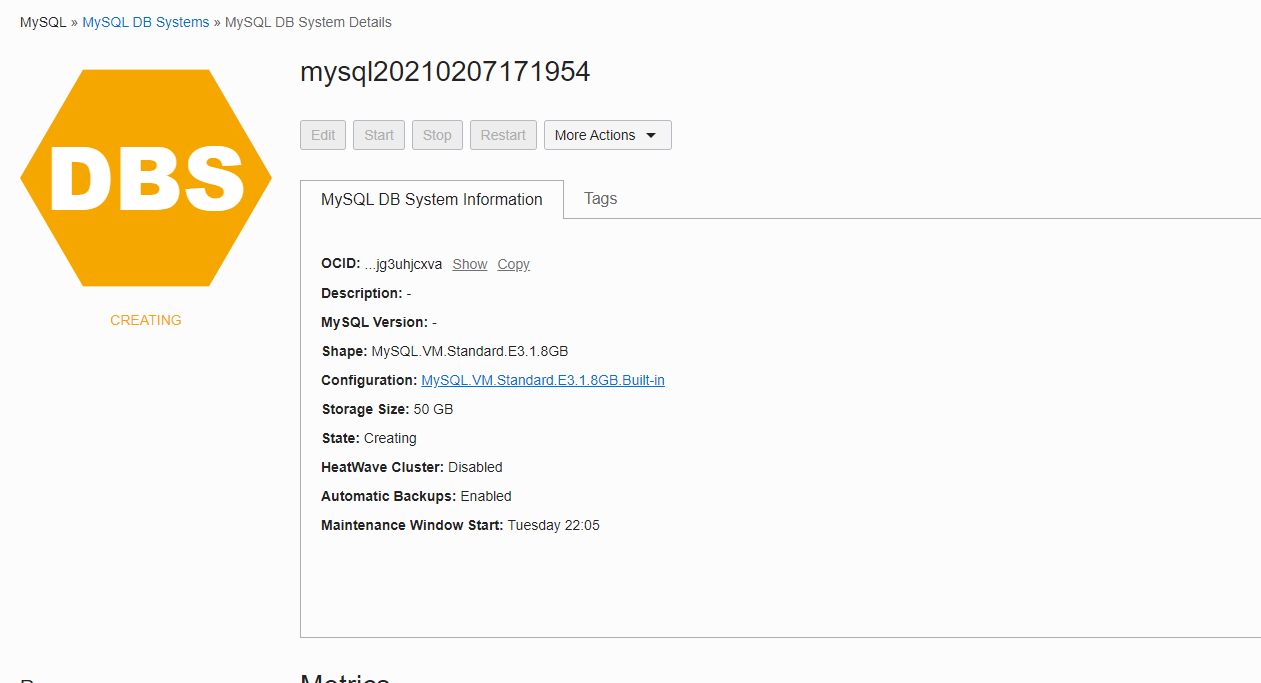 MySQL » MySQL DB Systems » MySQL DB System Details
DBS
CREATING
mysql20210207171954
Edit Start Stop Restart More Actions
MySQL DB System Information Tags
OCID: ...jg3uhjcxva Show Copy
Description: -
MySQL Version: -
Shape: MySQL.VM.Standard.E3.1.8GB
Configuration: MySQL.VM.Standard.E3.1.8GB.Built-in
Storage Size: 50 GB
State: Creating
HeatWave Cluster: Disabled
Automatic Backups: Enabled
Maintenance Window Start: Tuesday 22:05
Metrics